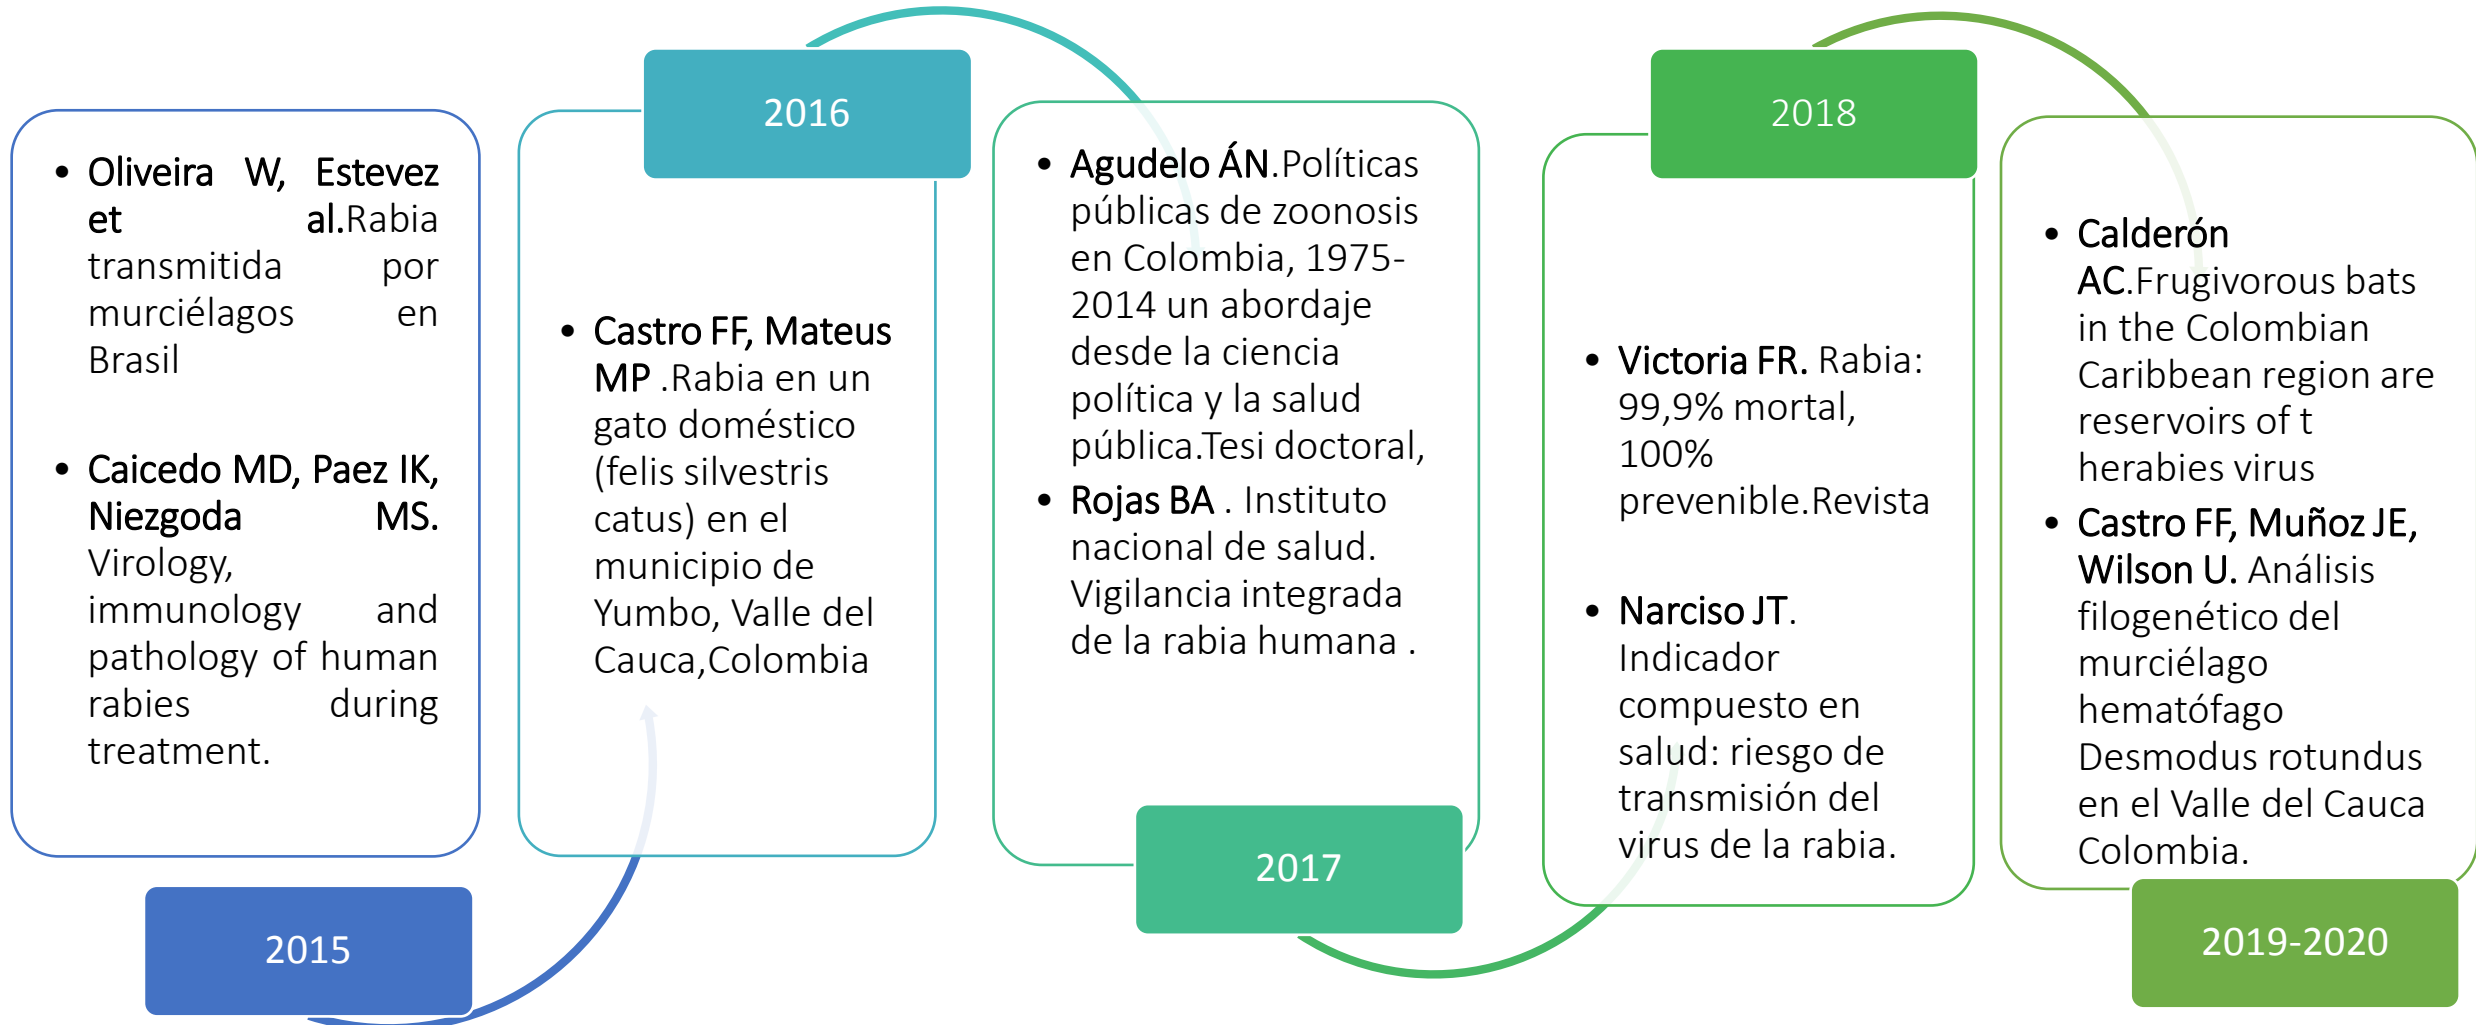 • Oliveira W, Estevez
et al.Rabia
transmitida por
murciélagos en
Brasil
• Caicedo MD, Paez IK,
Niezgoda MS.
Virology,
immunology and
pathology of human
rabies during
treatment.
2015
2016
• Castro FF, Mateus
MP .Rabia en un
gato doméstico
(felis silvestris
catus) en el
municipio de
Yumbo, Valle del
Cauca,Colombia
• Agudelo ÁN.Políticas
públicas de zoonosis
en Colombia, 1975-
2014 un abordaje
desde la ciencia
política y la salud
pública.Tesi doctoral,
• Rojas BA . Instituto
nacional de salud.
Vigilancia integrada
de la rabia humana .
2017
2018
• Victoria FR. Rabia:
99,9% mortal,
100%
prevenible.Revista
• Narciso JT.
Indicador
compuesto en
salud: riesgo de
transmisión del
virus de la rabia.
• Calderón
AC.Frugivorous bats
in the Colombian
Caribbean region are
reservoirs of t
herabies virus
• Castro FF, Muñoz JE,
Wilson U. Análisis
filogenético del
murciélago
hematófago
Desmodus rotundus
en el Valle del Cauca
Colombia.
2019-2020